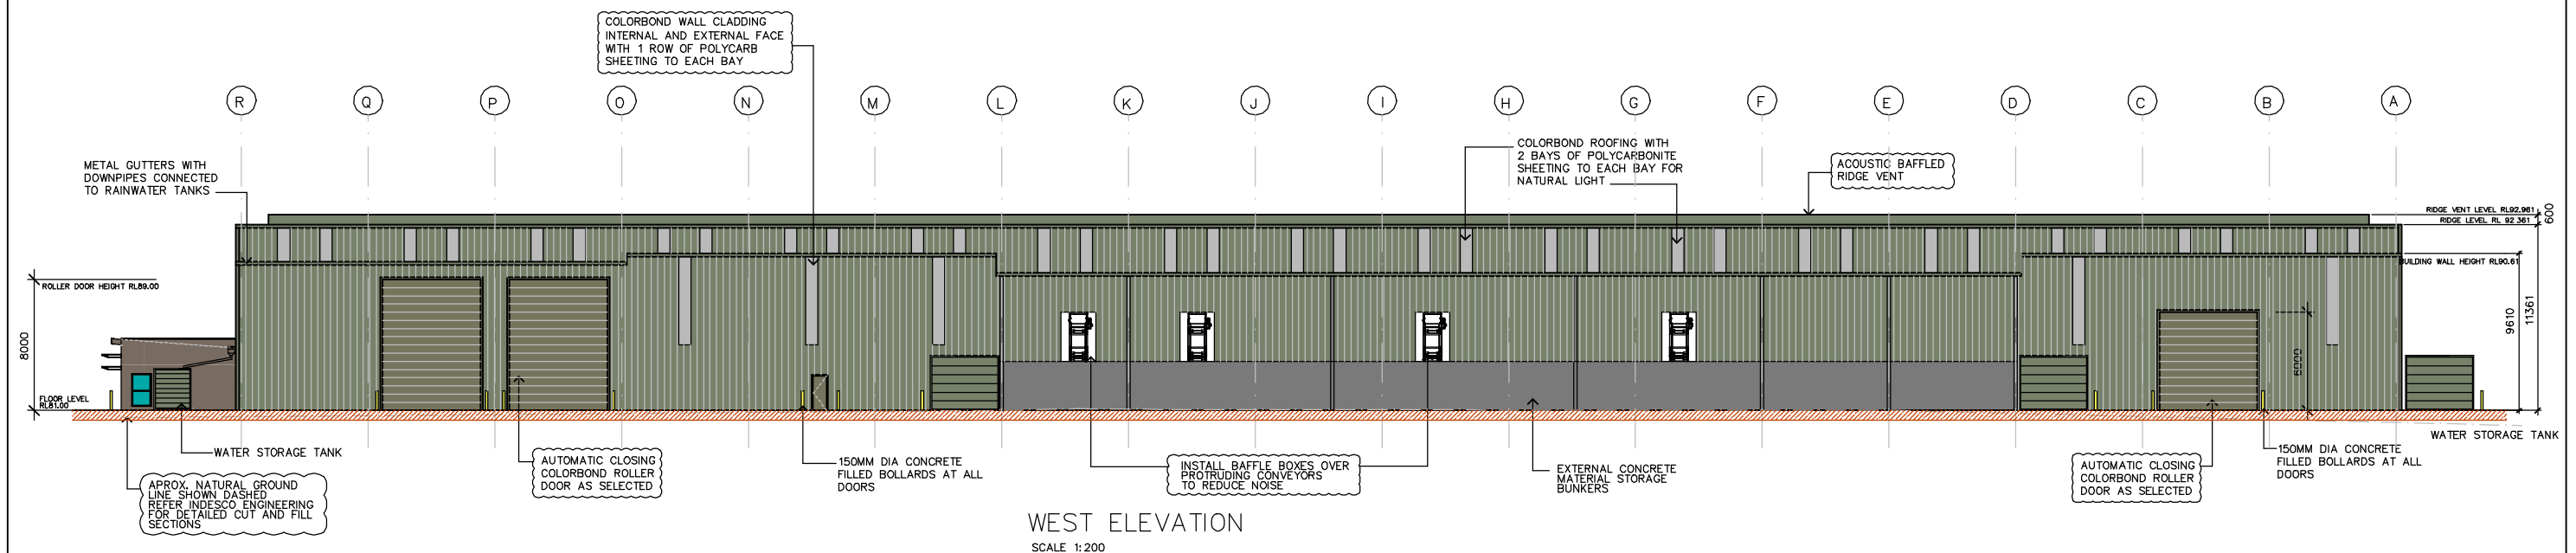 COLORBOND WALL CLADDING
INTERNAL AND EXTERNAL FACE
WITH 1 ROW OF POLYCARB
SHEETING TO EACH BAY
R
Q
P
O
N
M
L
K
J
I
H
G
F
E
D
C
B
A
METAL GUTTERS WITH
DOWNPIPES CONNECTED
TO RAINWATER TANKS
COLORBOND ROOFING WITH
2 BAYS OF POLYCARBONITE
SHEETING TO EACH BAY FOR
NATURAL LIGHT
ACOUSTIC BAFFLED
RIDGE VENT
RIDGE VENT LEVEL RL92.961
RIDGE LEVEL RL 92.361
600
BUILDING WALL HEIGHT RL90.61
ROLLER DOOR HEIGHT RL89.00
8000
9610
11361
6000
FLOOR LEVEL
RL81.00
WATER STORAGE TANK
APROX. NATURAL GROUND
LINE SHOWN DASHED
REFER INDESCO ENGINEERING
FOR DETAILED CUT AND FILL
SECTIONS
AUTOMATIC CLOSING
COLORBOND ROLLER
DOOR AS SELECTED
150MM DIA CONCRETE
FILLED BOLLARDS AT ALL
DOORS
INSTALL BAFFLE BOXES OVER
PROTRUDING CONVEYORS
TO REDUCE NOISE
EXTERNAL CONCRETE
MATERIAL STORAGE
BUNKERS
AUTOMATIC CLOSING
COLORBOND ROLLER
DOOR AS SELECTED
150MM DIA CONCRETE
FILLED BOLLARDS AT ALL
DOORS
WATER STORAGE TANK
WEST ELEVATION
SCALE 1:200